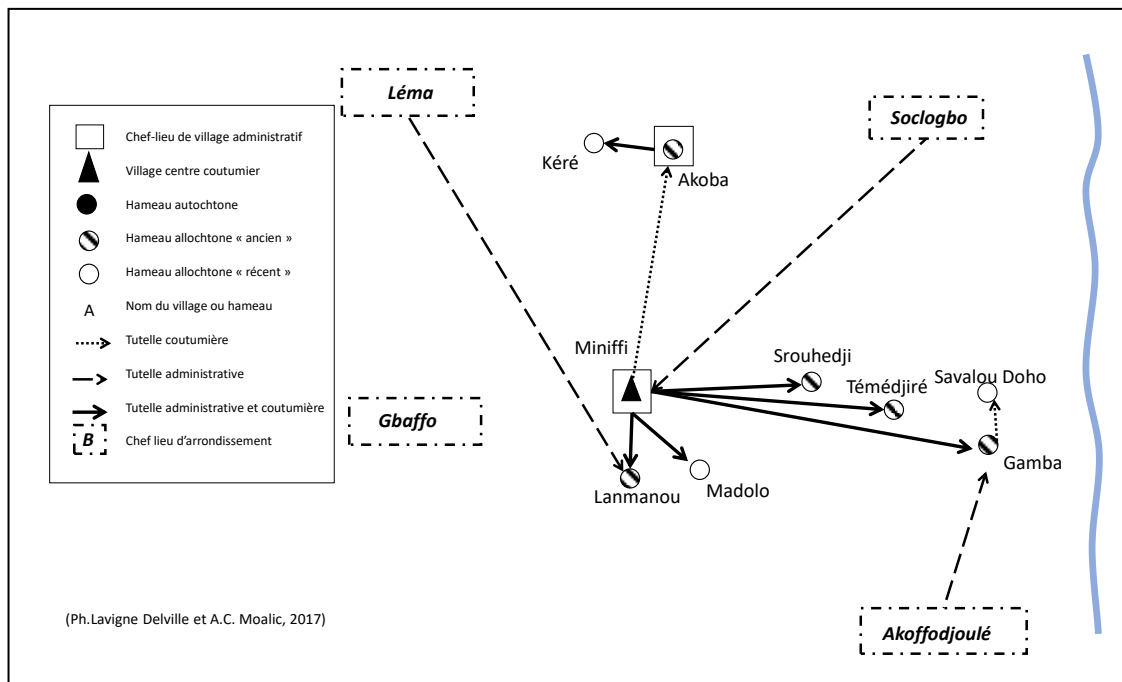 Léma
Soclogbo
Chef-lieu de village administratif
Village centre coutumier
Hameau autochtone
Hameau allochtone « ancien »
Hameau allochtone « récent »
A Nom du village ou hameau
Tutelle coutumière
Tutelle administrative
Tutelle administrative et coutumière
B Chef lieu d'arrondissement
Kéré
Akoba
Miniffi
Srouhedji
Témédjiré
Savalou Doho
Gbaffo
Gamba
Lanmanou
Madolo
(Ph.Lavigne Delville et A.C. Moalic, 2017)
Akoffodjoulé